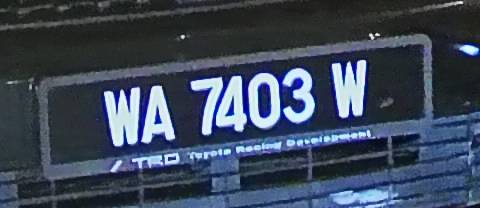 WA 7403 W
TRD Toyota Racing Development